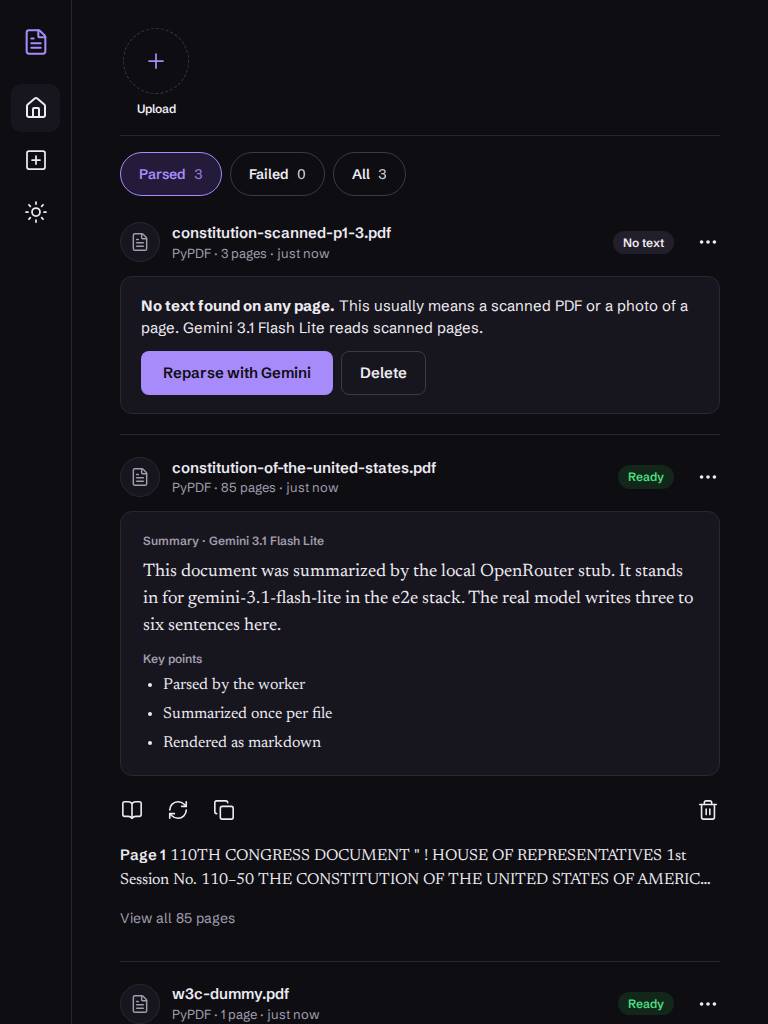 Upload
Parsed 3
Failed 0
All 3
constitution-scanned-p1-3.pdf
No text
PyPDF · 3 pages · just now
No text found on any page. This usually means a scanned PDF or a photo of a
page. Gemini 3.1 Flash Lite reads scanned pages.
Reparse with Gemini
Delete
constitution-of-the-united-states.pdf
Ready
PyPDF · 85 pages · just now
Summary · Gemini 3.1 Flash Lite
This document was summarized by the local OpenRouter stub. It stands
in for gemini-3.1-flash-lite in the e2e stack. The real model writes three to
six sentences here.
Key points
• Parsed by the worker
• Summarized once per file
• Rendered as markdown
Page 1 110TH CONGRESS DOCUMENT " ! HOUSE OF REPRESENTATIVES 1st
Session No. 110–50 THE CONSTITUTION OF THE UNITED STATES OF AMERIC...
View all 85 pages
w3c-dummy.pdf
Ready
PyPDF · 1 page · just now